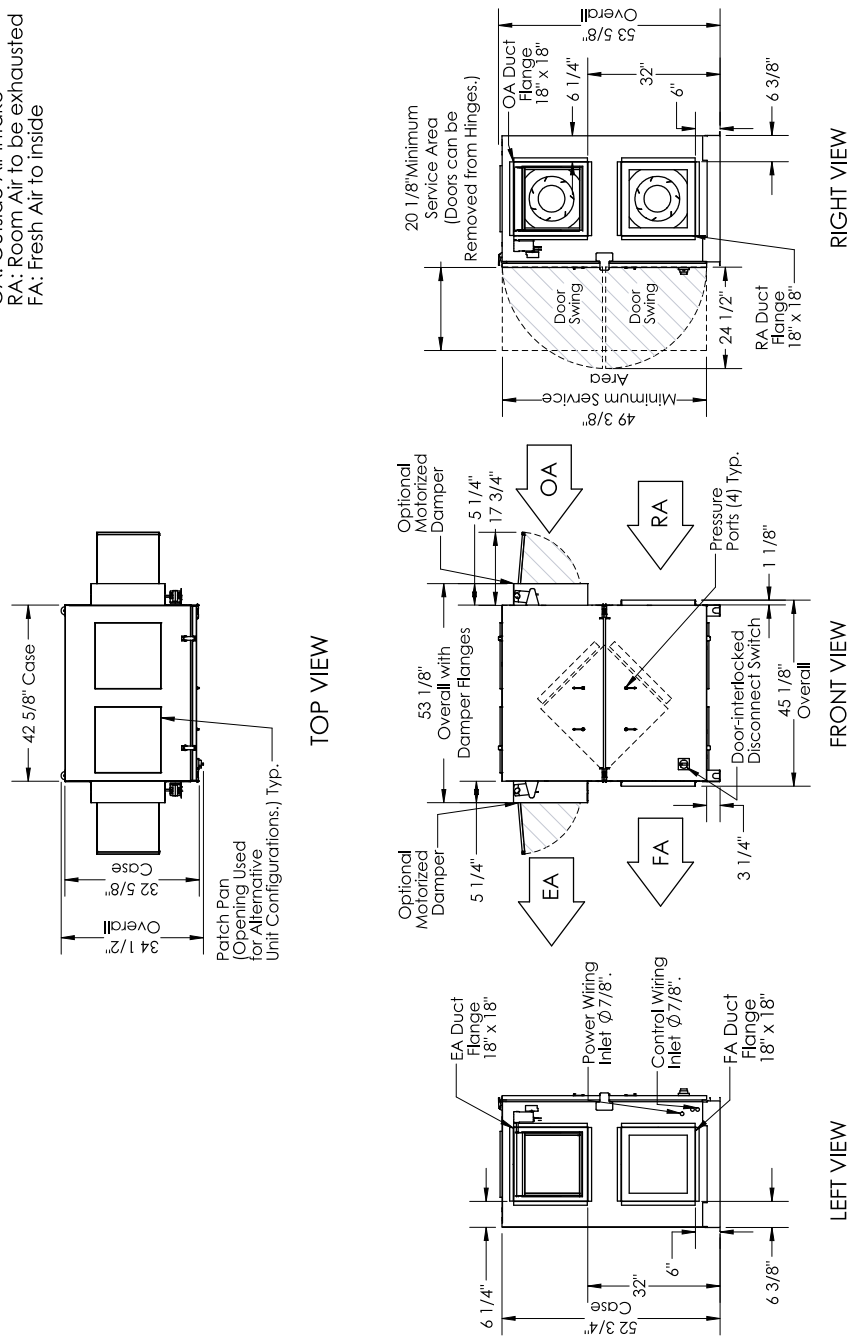 RA: Room Air to be exhausted
FA: Fresh Air to inside
42 5/8" Case
32 5/8"
Case
34 1/2"
Overall
Patch Pan
(Opening Used
for Alternative
Unit Configurations.) Typ.
TOP VIEW
EA Duct
Flange
18" x 18"
Power Wiring
Inlet Ø 7/8".
Control Wiring
Inlet Ø 7/8".
FA Duct
Flange
18" x 18"
6 1/4"
52 3/4"
Case
32"
6"
6 3/8"
LEFT VIEW
Optional
Motorized
Damper
5 1/4"
EA
FA
53 1/8"
Overall with
Damper Flanges
Optional
Motorized
Damper
5 1/4"
17 3/4"
OA
RA
Pressure
Ports (4) Typ.
1 1/8"
Door-interlocked
Disconnect Switch
45 1/8"
Overall
3 1/4"
FRONT VIEW
20 1/8"Minimum
Service Area
(Doors can be
Removed from Hinges.)
OA Duct
Flange
18" x 18"
6 1/4"
53 5/8"
Overall
32"
6"
6 3/8"
Door
Swing
Door
Swing
49 3/8"
Minimum Service
Area
24 1/2"
RA Duct
Flange
18" x 18"
RIGHT VIEW